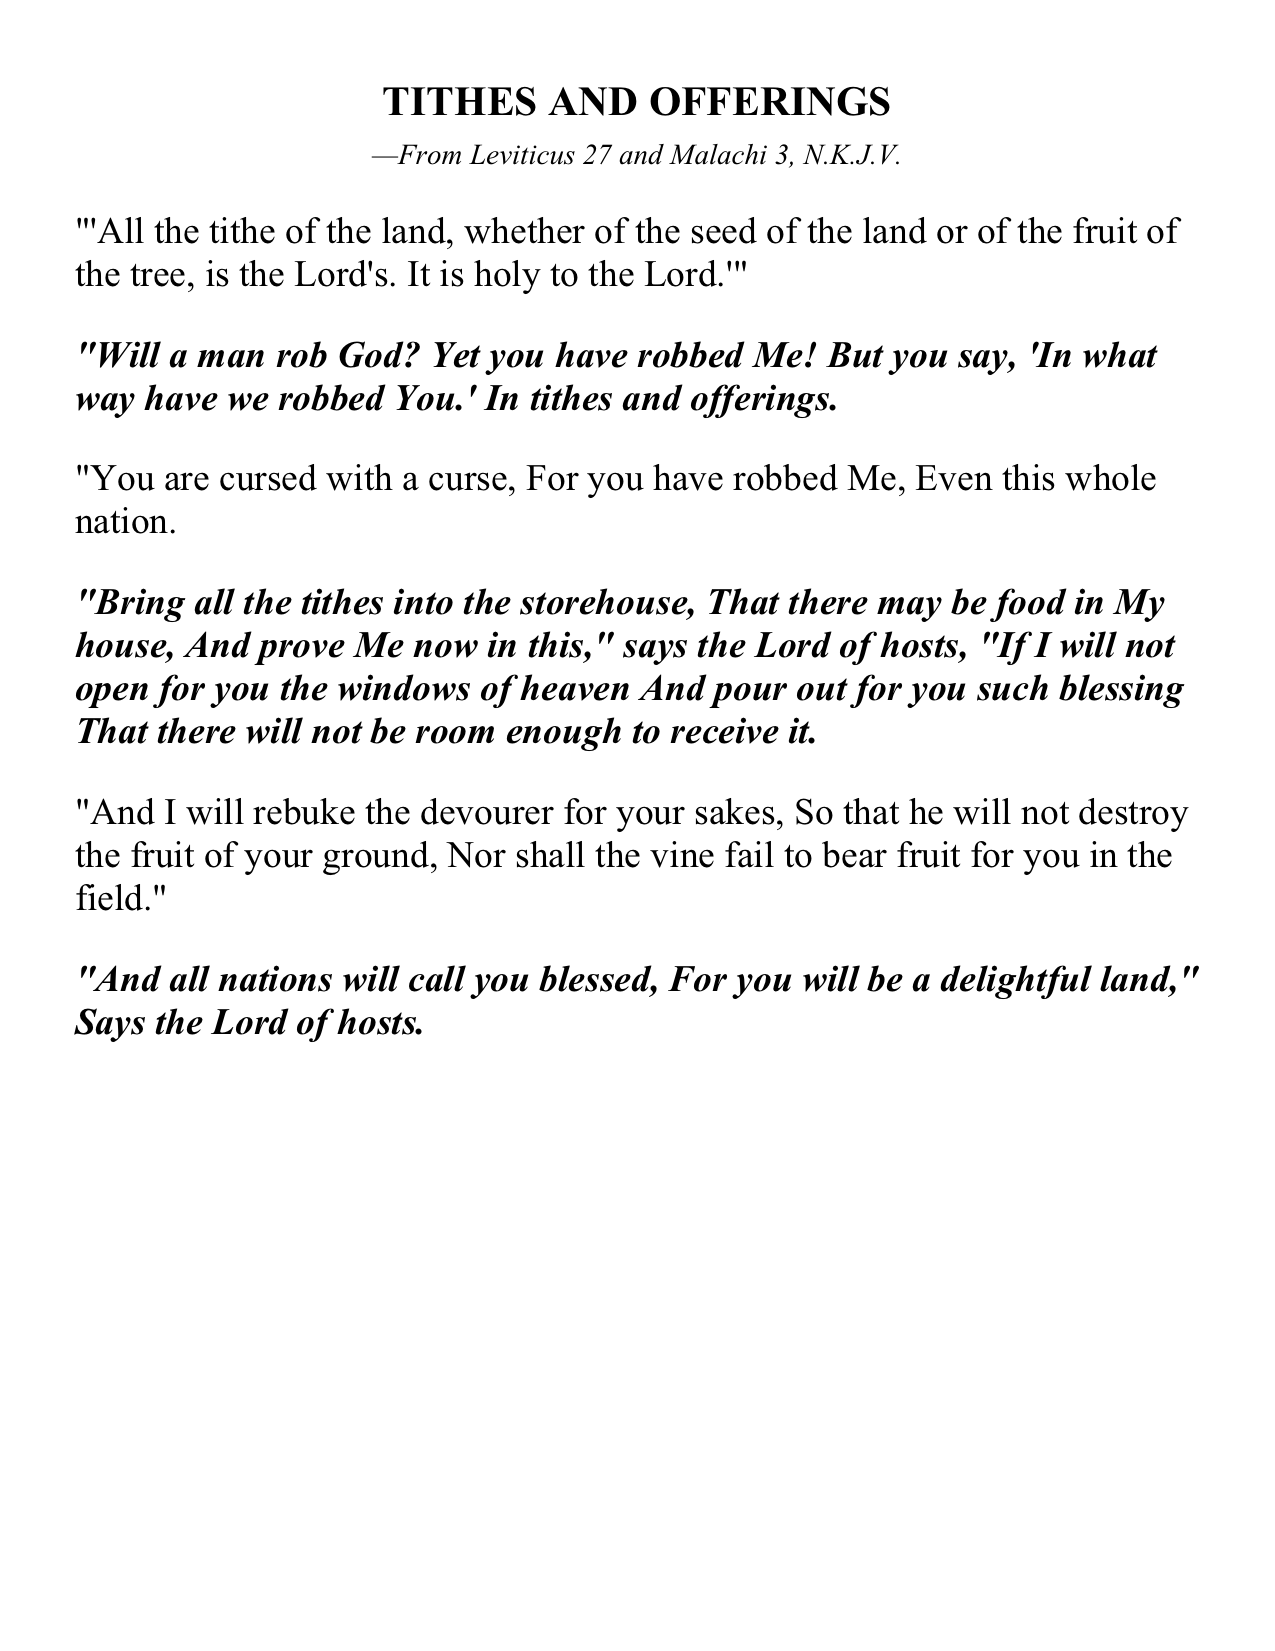 TITHES AND OFFERINGS
—From Leviticus 27 and Malachi 3, N.K.J.V.
"'All the tithe of the land, whether of the seed of the land or of the fruit of
the tree, is the Lord's. It is holy to the Lord.'"
"Will a man rob God? Yet you have robbed Me! But you say, 'In what
way have we robbed You.' In tithes and offerings.
"You are cursed with a curse, For you have robbed Me, Even this whole
nation.
"Bring all the tithes into the storehouse, That there may be food in My
house, And prove Me now in this," says the Lord of hosts, "If I will not
open for you the windows of heaven And pour out for you such blessing
That there will not be room enough to receive it.
"And I will rebuke the devourer for your sakes, So that he will not destroy
the fruit of your ground, Nor shall the vine fail to bear fruit for you in the
field."
"And all nations will call you blessed, For you will be a delightful land,"
Says the Lord of hosts.